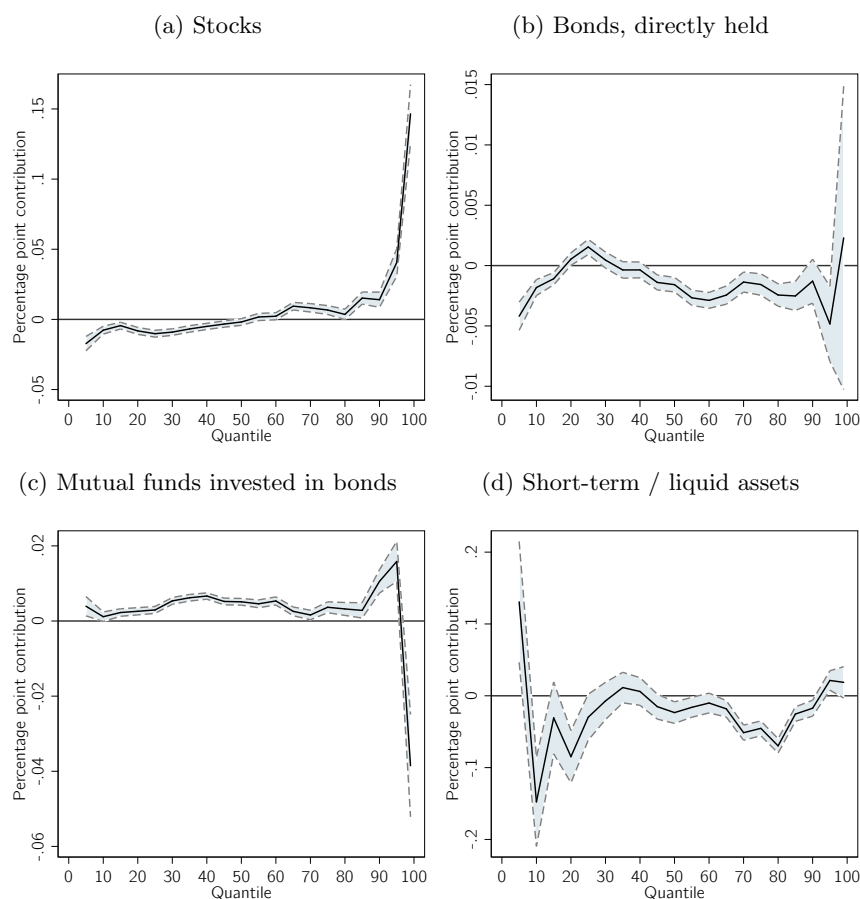 (a) Stocks
(b) Bonds, directly held
Percentage point contribution
-.05 0 .05 .1 .15
0 10 20 30 40 50 60 70 80 90 100
Quantile
Percentage point contribution
-.01 -.005 0 .005 .01 .015
0 10 20 30 40 50 60 70 80 90 100
Quantile
(c) Mutual funds invested in bonds
(d) Short-term / liquid assets
Percentage point contribution
-.06 -.04 -.02 0 .02
0 10 20 30 40 50 60 70 80 90 100
Quantile
Percentage point contribution
-.2 -.1 0 .1 .2
0 10 20 30 40 50 60 70 80 90 100
Quantile